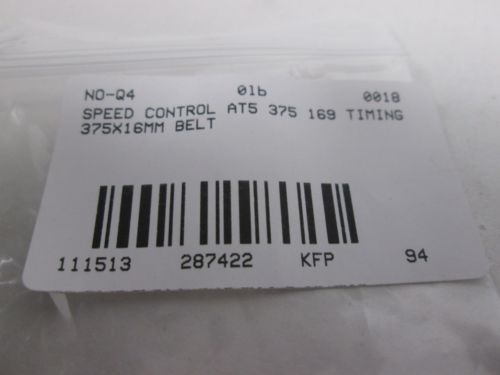 NO-Q4 01b 0018
SPEED CONTROL AT5 375 169 TIMING
375X16MM BELT
111513 287422 KFP 94